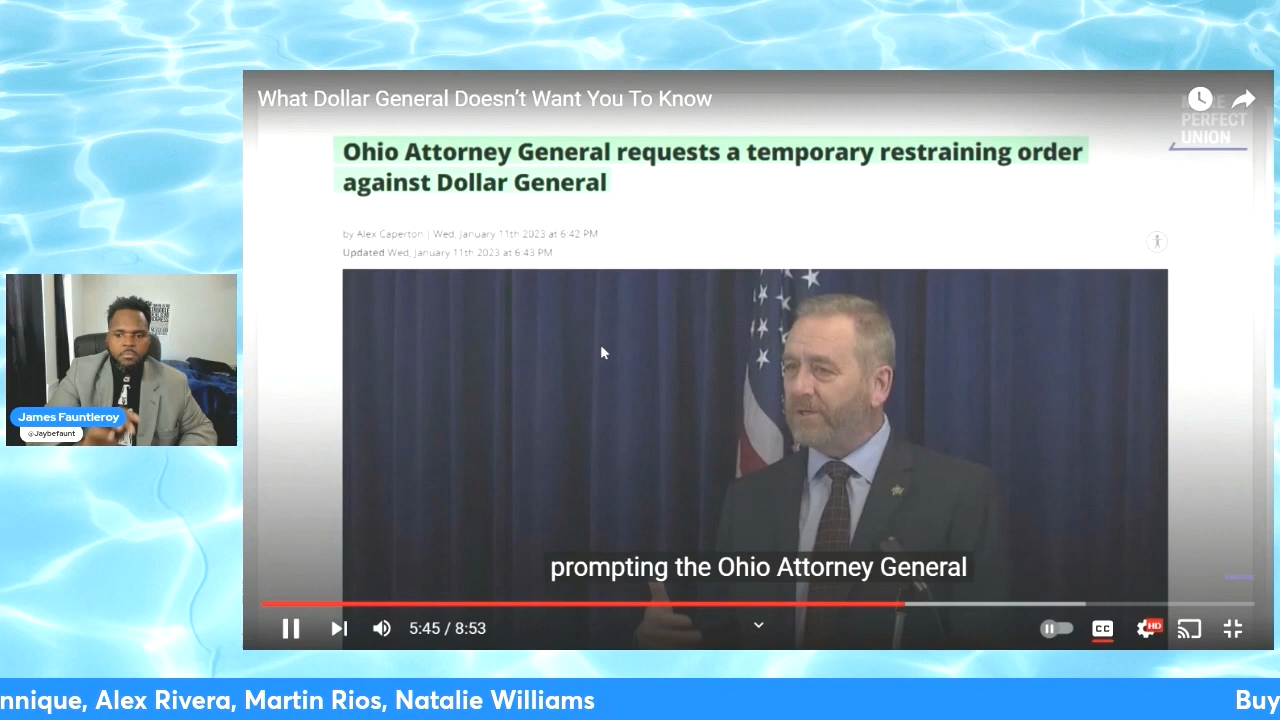 What Dollar General Doesn’t Want You To Know
PERFECT
UNION
Ohio Attorney General requests a temporary restraining order
against Dollar General
by Alex Caperton | Wed, January 11th 2023 at 6:42 PM
Updated Wed, January 11th 2023 at 6:43 PM
James Fauntleroy
@Jaybefaunt
prompting the Ohio Attorney General
5:45 / 8:53
CC
HD
nnique, Alex Rivera, Martin Rios, Natalie Williams
Buy